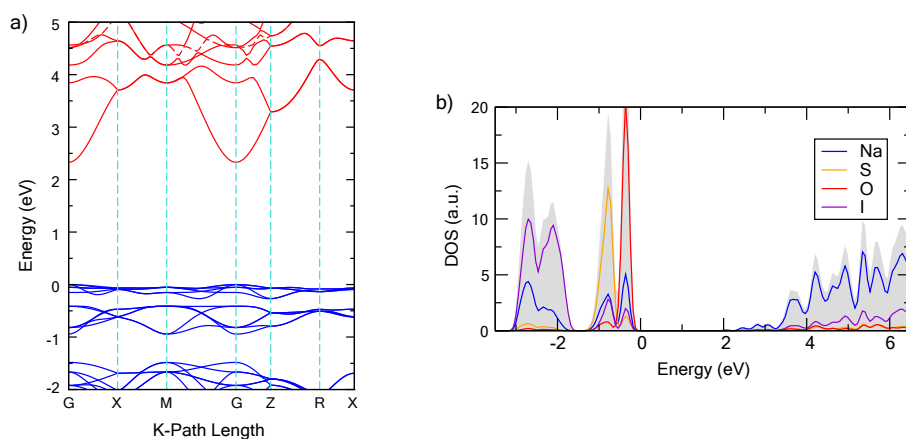 a)
5
4
3
2
1
0
-1
-2
Energy (eV)
G X M G Z R X
K-Path Length
b)
20
15
10
5
0
DOS (a.u.)
Na
S
O
I
-2 0 2 4 6
Energy (eV)